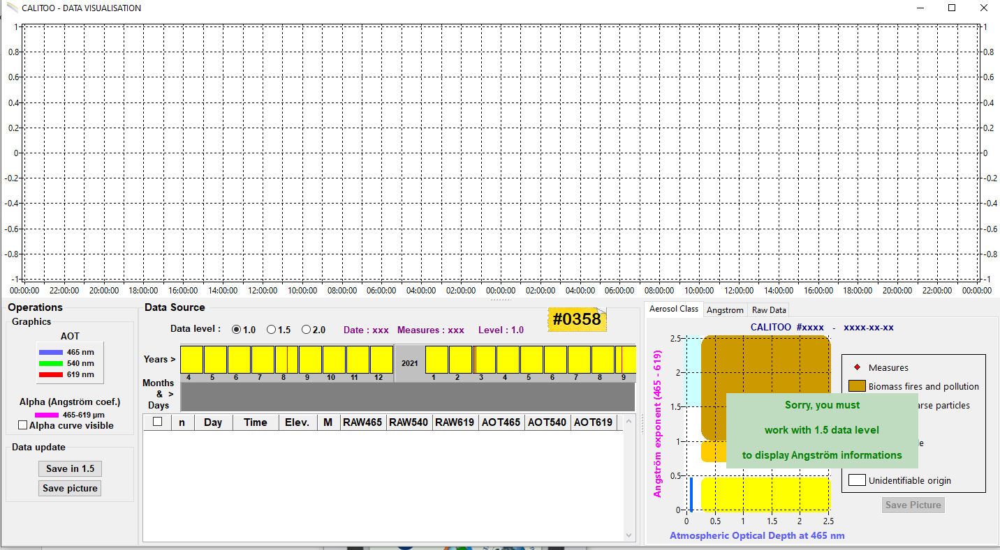 CALITOO - DATA VISUALISATION
1 1
0.8 0.8
0.6 0.6
0.4 0.4
0.2 0.2
0 0
-0.2 -0.2
-0.4 -0.4
-0.6 -0.6
-0.8 -0.8
-1 -1
00:00:00 22:00:00 20:00:00 16:00:00 14:00:00 12:00:00 10:00:00 08:00:00 06:00:00 04:00:00 02:00:00 00:00:00 02:00:00 04:00:00 06:00:00 08:00:00 10:00:00 12:00:00 14:00:00 16:00:00 18:00:00 20:00:00 22:00:00 00:00:00
Operations
Graphics
AOT
465 nm
540 nm
619 nm
Alpha (Angström coef.)
465-619 µm
Alpha curve visible
Data update
Save in 1.5
Save picture
Data Source
Data level : 1.0 1.5 2.0 Date : xxx Measures : xxx Level : 1.0
#0358
Years > 2021
4 5 6 7 8 9 10 11 12 1 2 3 4 5 6 7 8 9
Months
& >
Days
n Day Time Elev. M RAW465 RAW540 RAW619 AOT465 AOT540 AOT619
Aerosol Class Angstrom Raw Data
CALITOO #xxxx - xxxx-xx-xx
Angström exponent (465 - 619)
2.5
2
1.5
1
0.5
0
0 0.5 1 1.5 2 2.5
Atmospheric Optical Depth at 465 nm
Measures
Biomass fires and pollution
particles
Unidentifiable origin
Sorry, you must
work with 1.5 data level
to display Angström informations
Save Picture